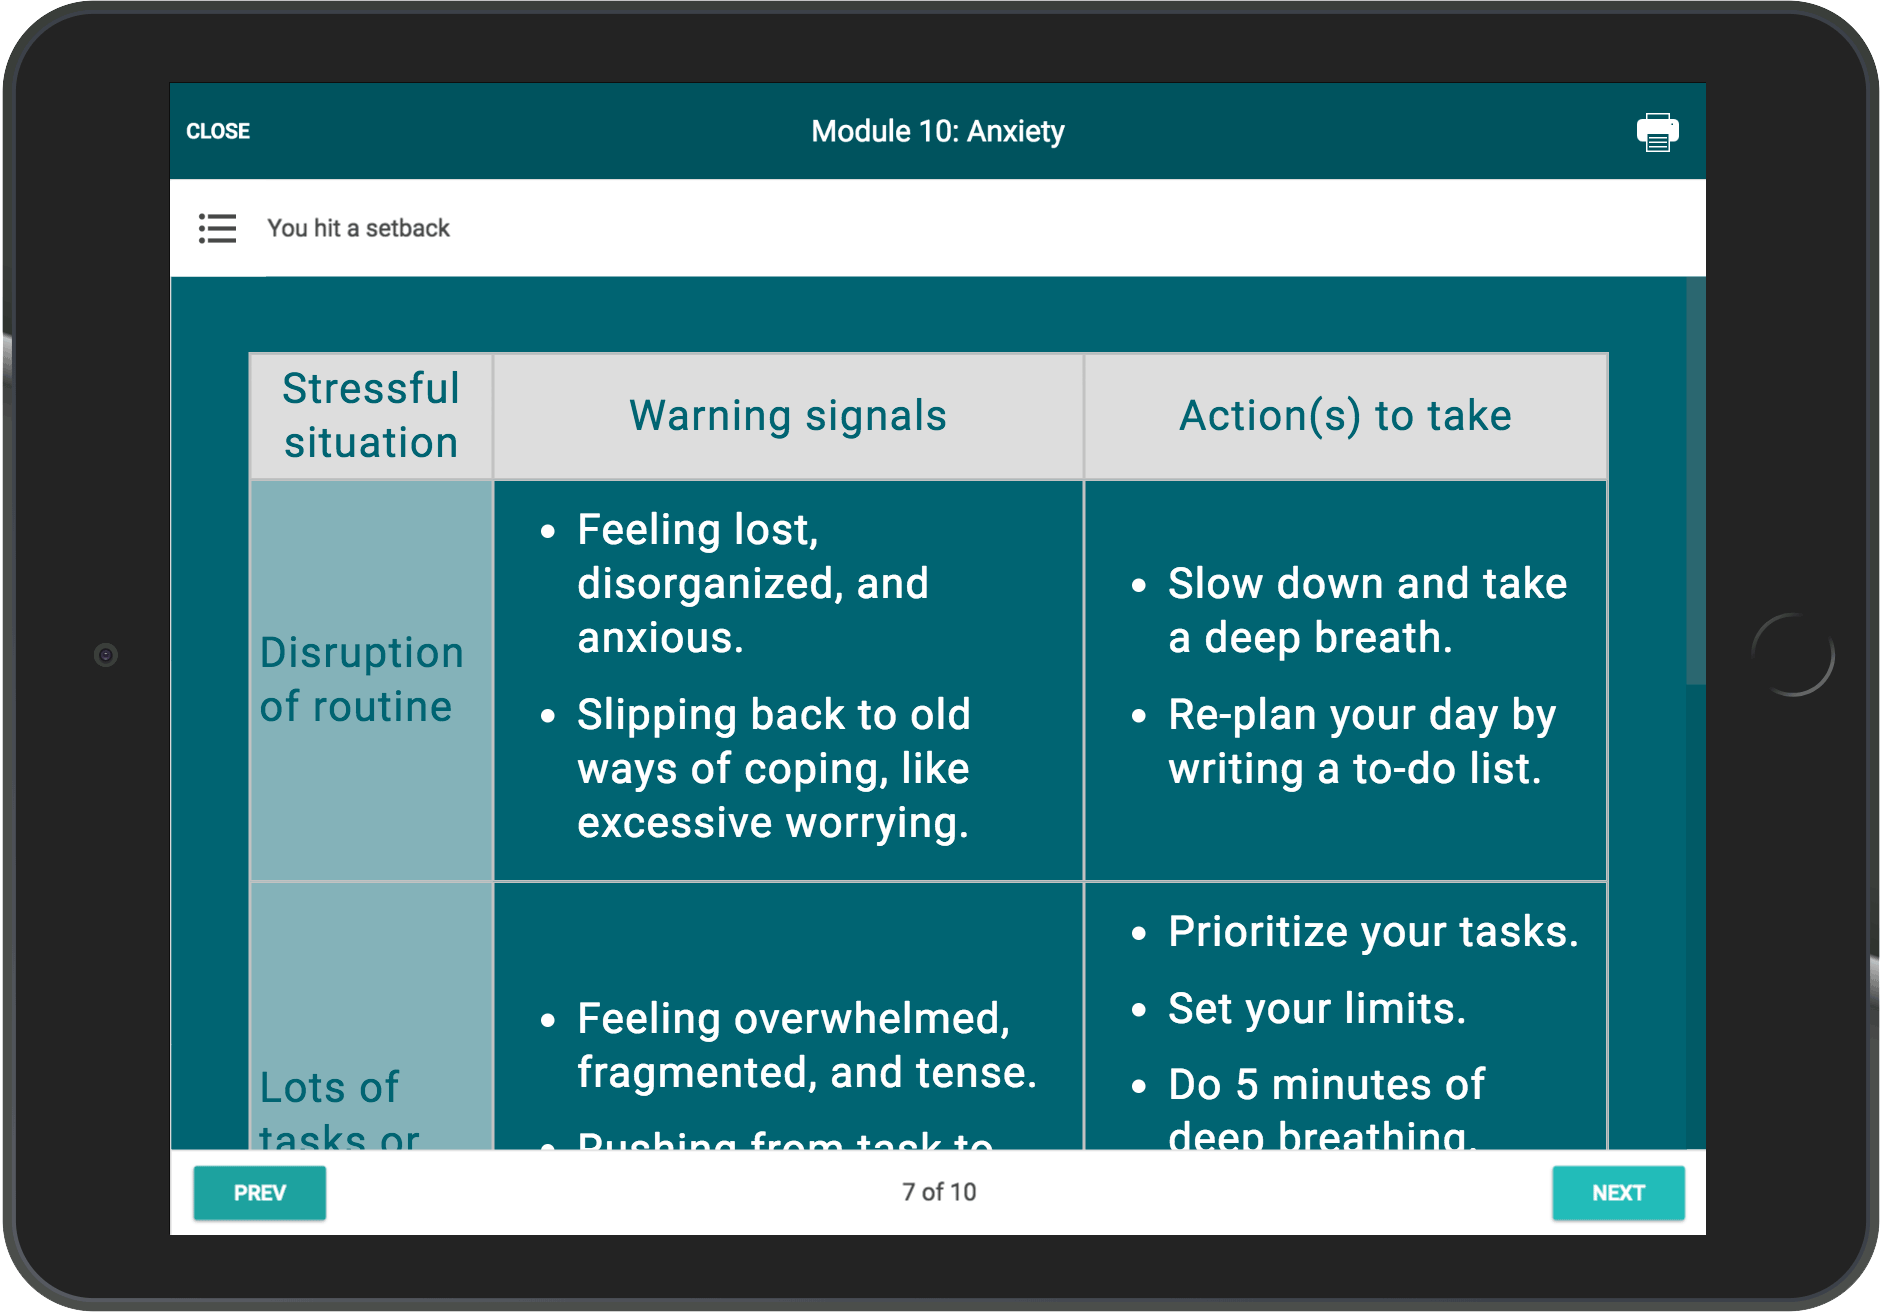 CLOSE
Module 10: Anxiety
You hit a setback
Stressful
situation
Warning signals
Action(s) to take
Disruption
of routine
• Feeling lost,
disorganized, and
anxious.
• Slipping back to old
ways of coping, like
excessive worrying.
• Slow down and take
a deep breath.
• Re-plan your day by
writing a to-do list.
Lots of
tasks or
• Feeling overwhelmed,
fragmented, and tense.
• Pushing from task to
• Prioritize your tasks.
• Set your limits.
• Do 5 minutes of
deep breathing.
PREV
7 of 10
NEXT